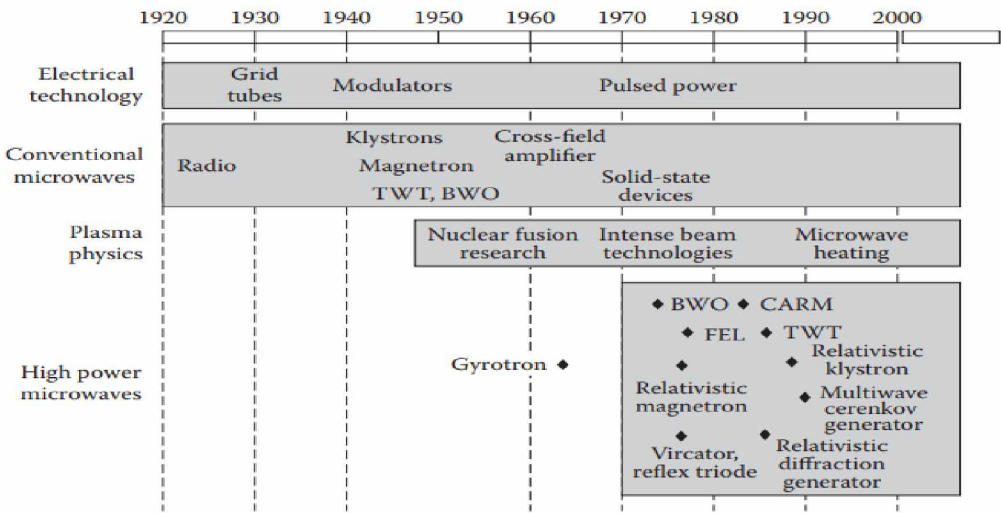 1920 1930 1940 1950 1960 1970 1980 1990 2000
Electrical
technology
Grid
tubes
Modulators
Pulsed power
Conventional
microwaves
Radio
Klystrons
Magnetron
TWT, BWO
Cross-field
amplifier
Solid-state
devices
Plasma
physics
Nuclear fusion
research
Intense beam
technologies
Microwave
heating
High power
microwaves
Gyrotron
BWO
CARM
FEL
TWT
Relativistic
klystron
Relativistic
magnetron
Multiwave
cerenkov
generator
Vircator,
reflex triode
Relativistic
diffraction
generator